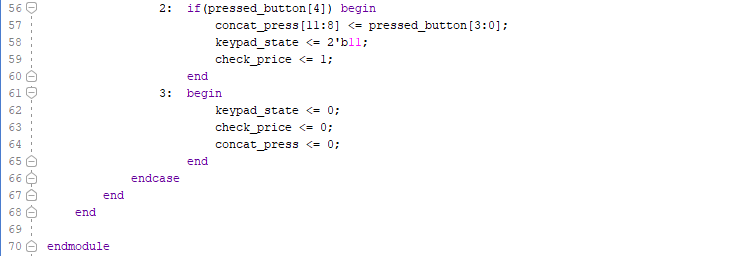 56 2: if(pressed_button[4]) begin
57 concat_press[11:8] <= pressed_button[3:0];
58 keypad_state <= 2'b11;
59 check_price <= 1;
60 end
61 3: begin
62 keypad_state <= 0;
63 check_price <= 0;
64 concat_press <= 0;
65 end
66 endcase
67 end
68 end
69
70 endmodule